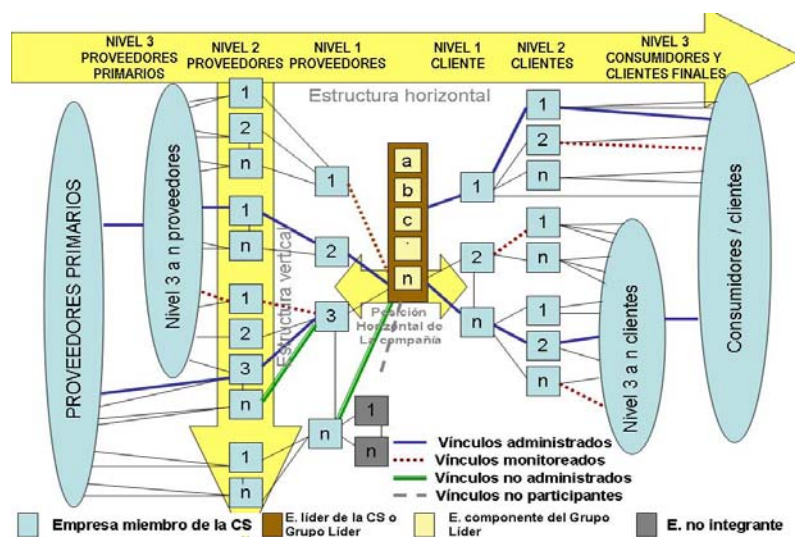 NIVEL 3
PROVEEDORES
PRIMARIOS
NIVEL 2
PROVEEDORES
NIVEL 1
PROVEEDORES
NIVEL 1
CLIENTE
NIVEL 2
CLIENTES
NIVEL 3
CONSUMIDORES Y
CLIENTES FINALES
Estructura horizontal
PROVEEDORES PRIMARIOS
Nivel 3 a n proveedores
1
2
n
1
n
1
2
3
n
1
n
Estructura vertical
1
2
3
n
1
n
a
b
c
n
Posición
Horizontal de
La compañía
1
2
n
1
2
n
1
n
1
2
n
Nivel 3 a n clientes
Consumidores / clientes
Vínculos administrados
Vínculos monitoreados
Vínculos no administrados
Vínculos no participantes
Empresa miembro de la CS
E. líder de la CS o
Grupo Líder
E. componente del Grupo
Líder
E. no integrante